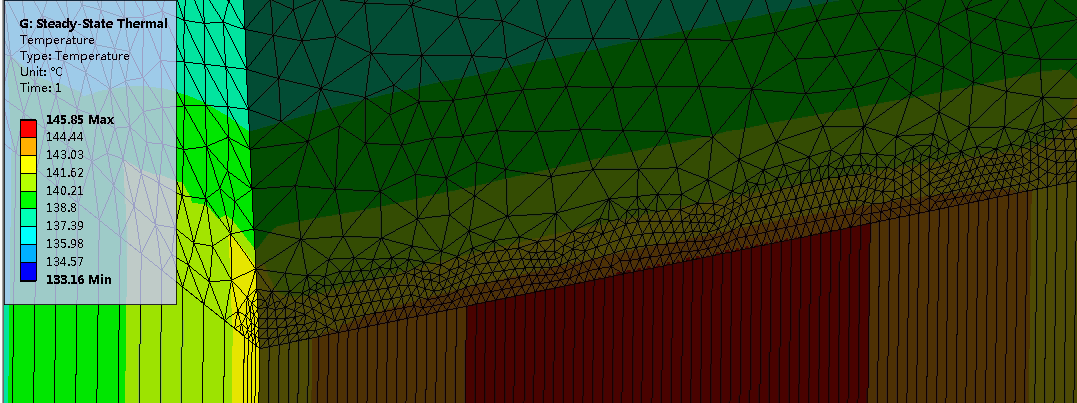 G: Steady-State Thermal
Temperature
Type: Temperature
Unit: °C
Time: 1
145.85 Max
144.44
143.03
141.62
140.21
138.8
137.39
135.98
134.57
133.16 Min